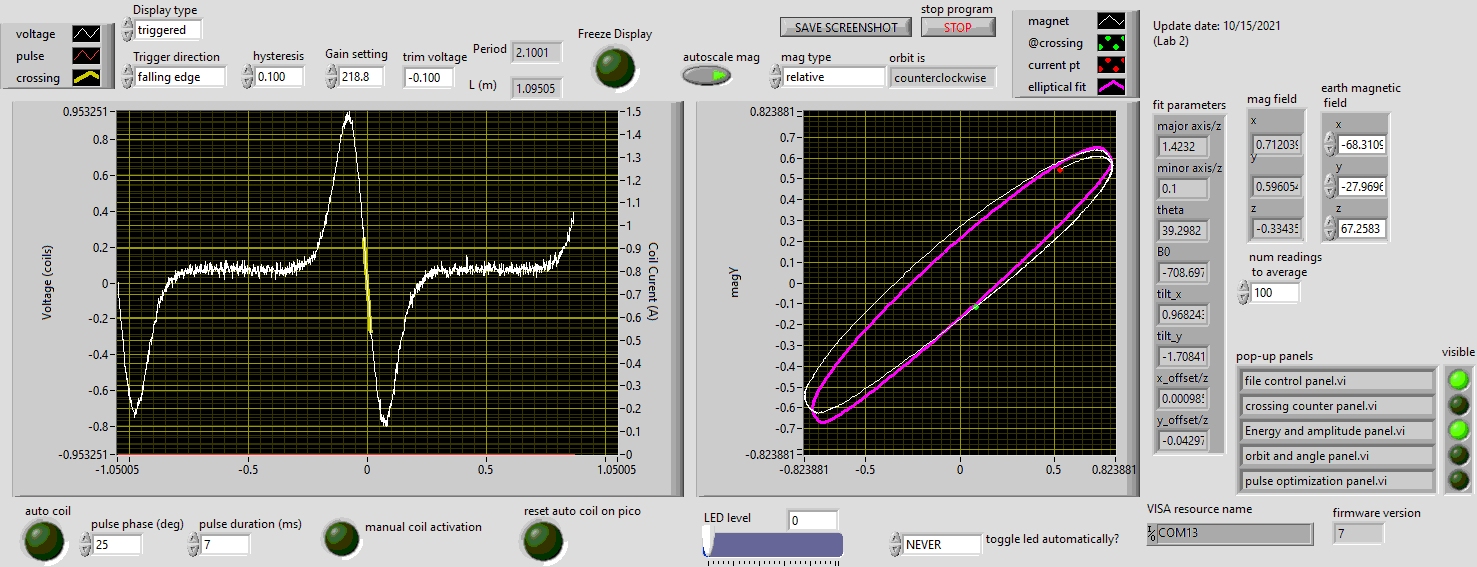 voltage
pulse
crossing
Display type
triggered
Trigger direction
falling edge
hysteresis
0.100
Gain setting
218.8
trim voltage
-0.100
Period
2.1001
L (m)
1.09505
Freeze Display
autoscale mag
SAVE SCREENSHOT
stop program
STOP
mag type
relative
orbit is
counterclockwise
magnet
@crossing
current pt
elliptical fit
Update date: 10/15/2021
(Lab 2)
Voltage (coils)
0.953251
0.8
0.6
0.4
0.2
0
-0.2
-0.4
-0.6
-0.8
-0.953251
-1.05005
-0.5
0
0.5
1.05005
1.5
1.4
1.3
1.2
1.1
1
0.9
0.8
0.7
0.6
0.5
0.4
0.3
0.2
0.1
0
Coil Current (A)
magy
0.823881
0.7
0.6
0.5
0.4
0.3
0.2
0.1
0
-0.1
-0.2
-0.3
-0.4
-0.5
-0.6
-0.7
-0.823881
-0.823881
-0.5
0
0.5
0.823881
fit parameters
major axis/z
1.4232
minor axis/z
0.1
theta
39.2982
B0
-708.697
tilt_x
0.968243
tilt_y
-1.70841
x_offset/z
0.000985
y_offset/z
-0.04297
mag field
x
0.712039
y
0.596054
z
-0.33435
earth magnetic
field
x
-68.3109
y
-27.9696
z
67.2583
num readings
to average
100
pop-up panels
visible
file control panel.vi
crossing counter panel.vi
Energy and amplitude panel.vi
orbit and angle panel.vi
pulse optimization panel.vi
auto coil
pulse phase (deg)
25
pulse duration (ms)
7
manual coil activation
reset auto coil on pico
LED level
0
NEVER
toggle led automatically?
VISA resource name
COM13
firmware version
7